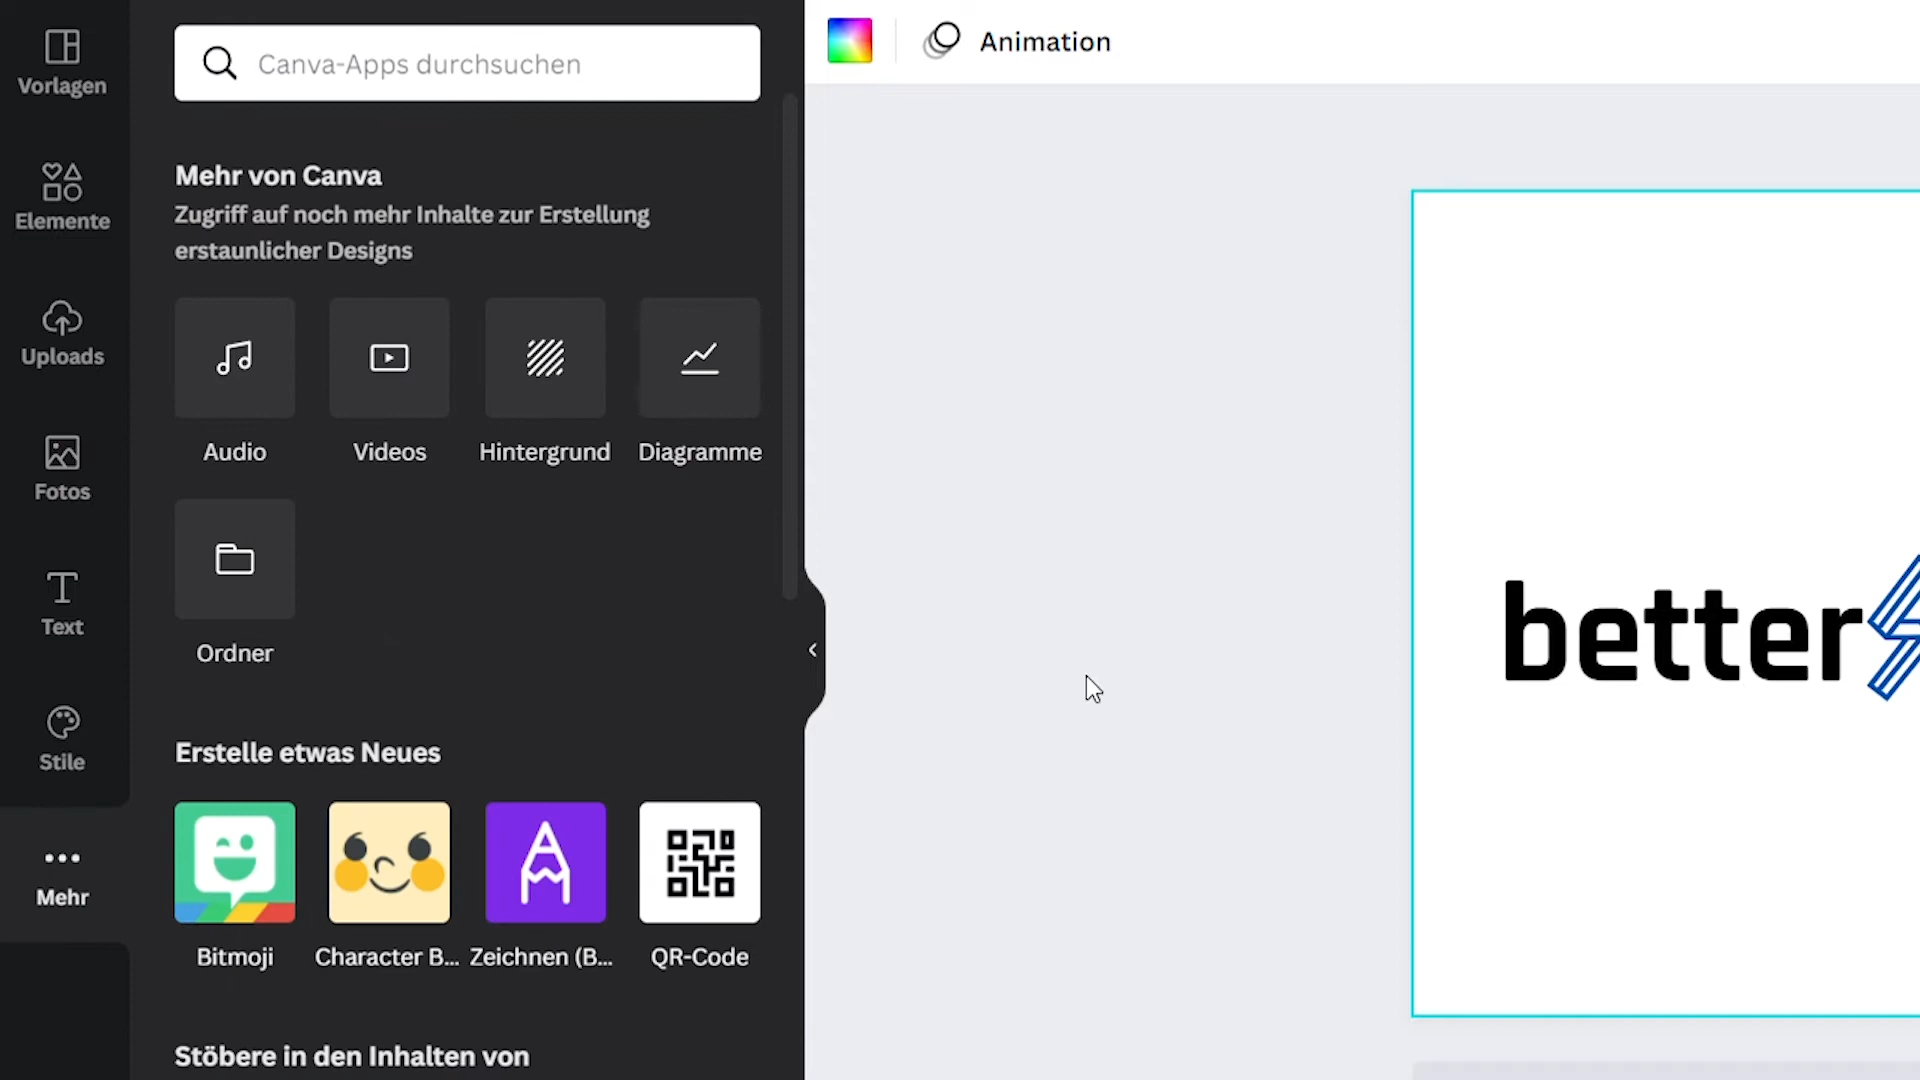 Vorlagen
Elemente
Uploads
Fotos
Text
Stile
Mehr
Canva-Apps durchsuchen
Mehr von Canva
Zugriff auf noch mehr Inhalte zur Erstellung
erstaunlicher Designs
Audio
Videos
Hintergrund
Diagramme
Ordner
Erstelle etwas Neues
Bitmoji
Character B...
Zeichnen (B...
QR-Code
Stöbere in den Inhalten von
Animation
better